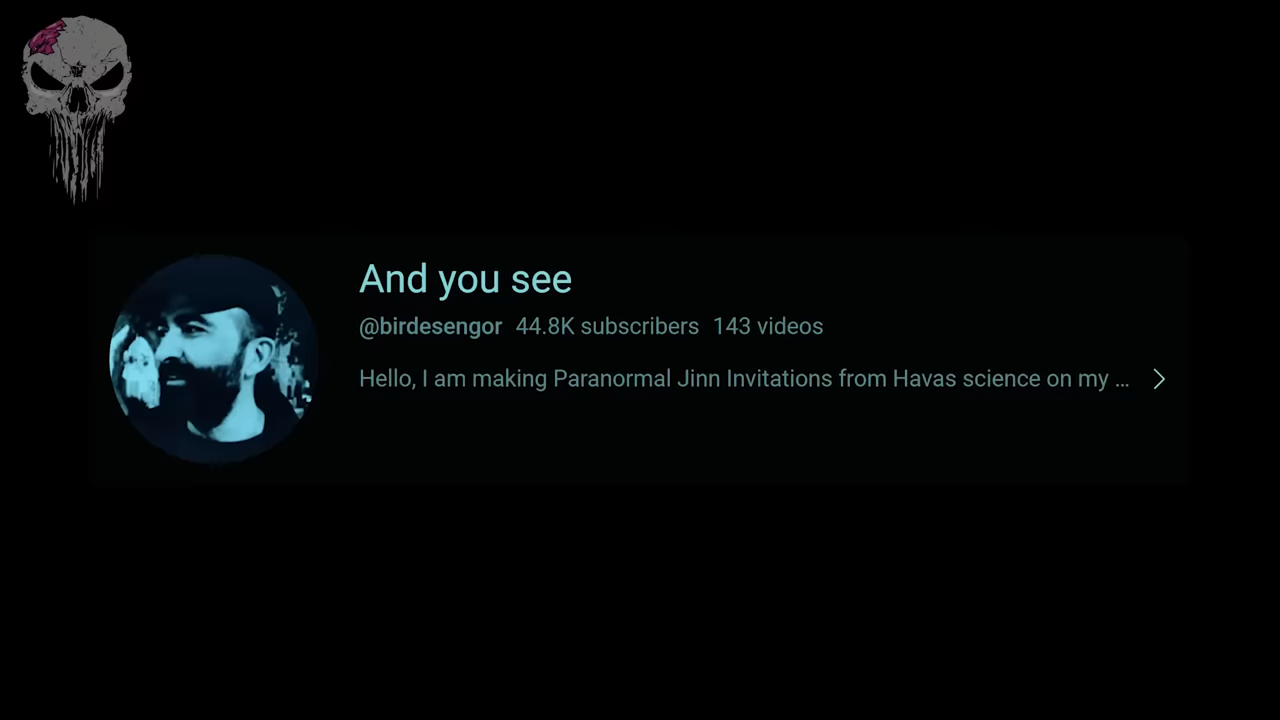 And you see
@birdesengor 44.8K subscribers 143 videos
Hello, I am making Paranormal Jinn Invitations from Havas science on my ...